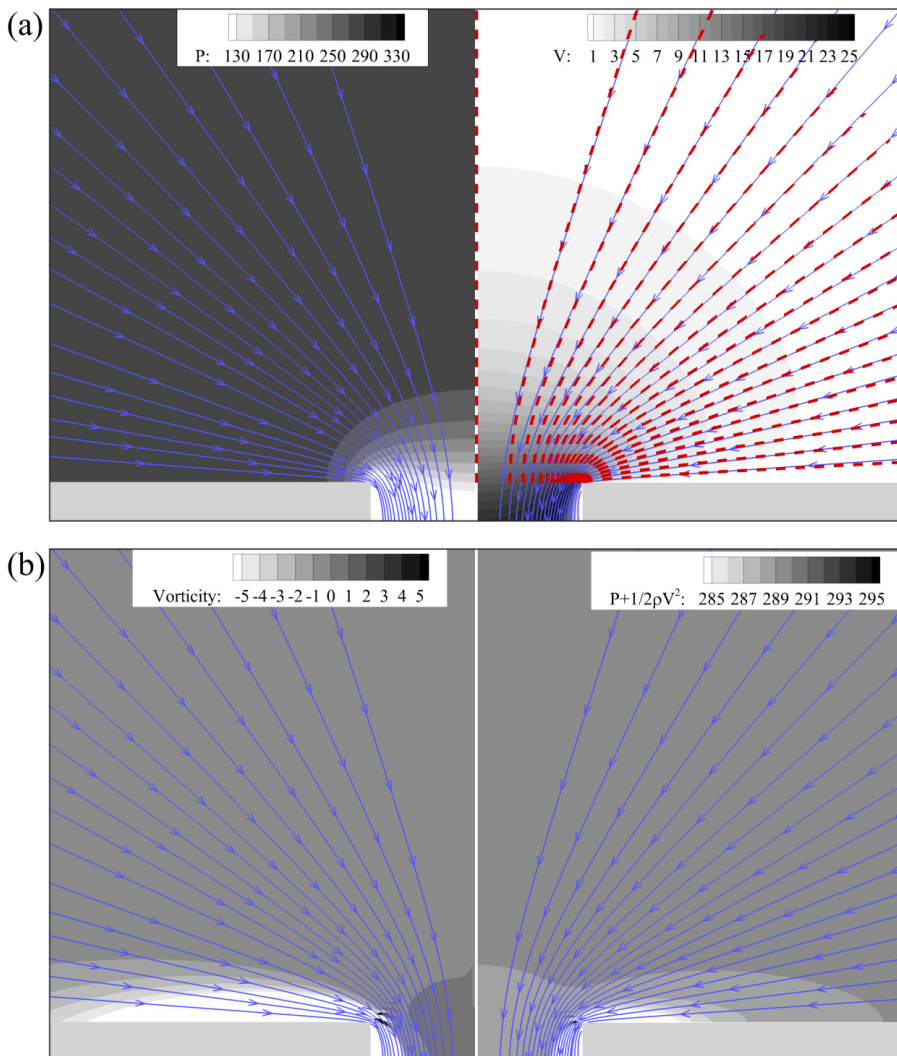 (a)
P: 130 170 210 250 290 330
V: 1 3 5 7 9 11 13 15 17 19 21 23 25
(b)
Vorticity: -5 -4 -3 -2 -1 0 1 2 3 4 5
P+1/2ρV²: 285 287 289 291 293 295